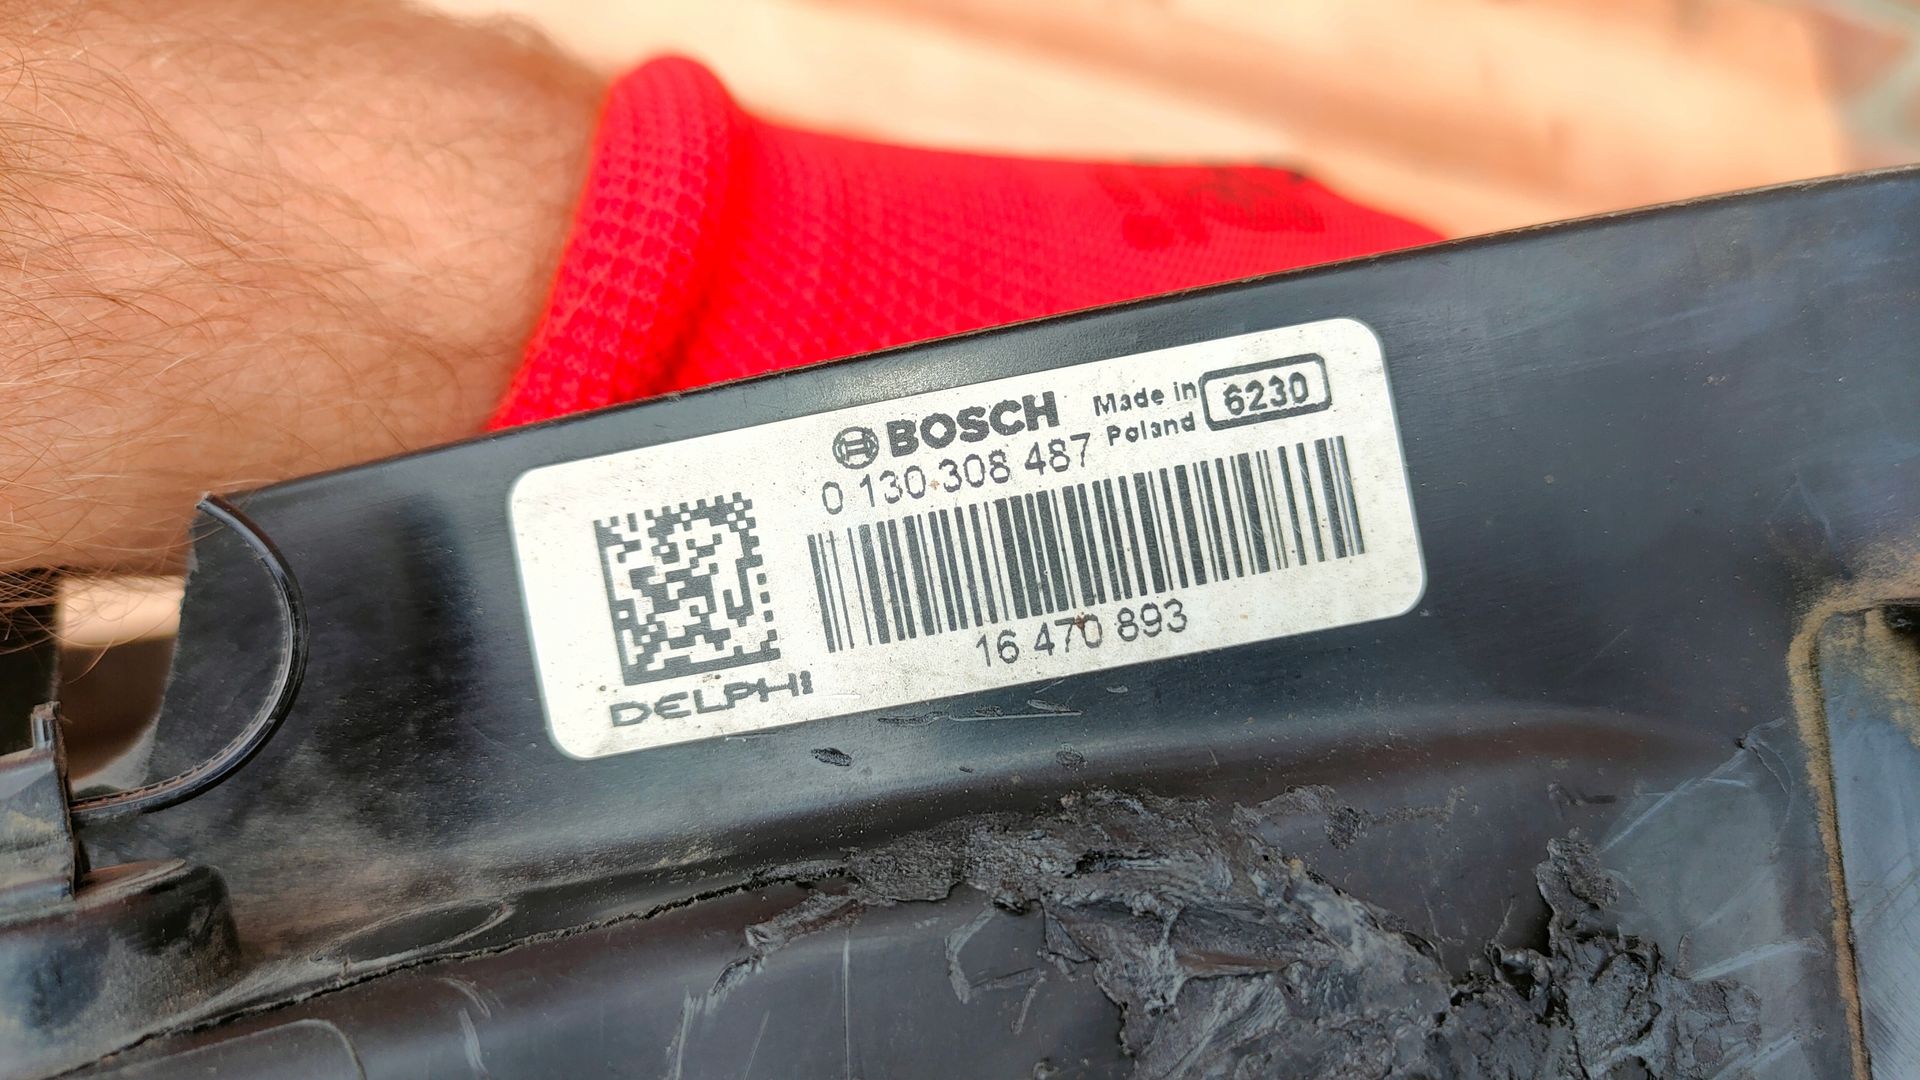 BOSCH
0 130 308 487
Made in
Poland
6230
16 470 893
DELPHI